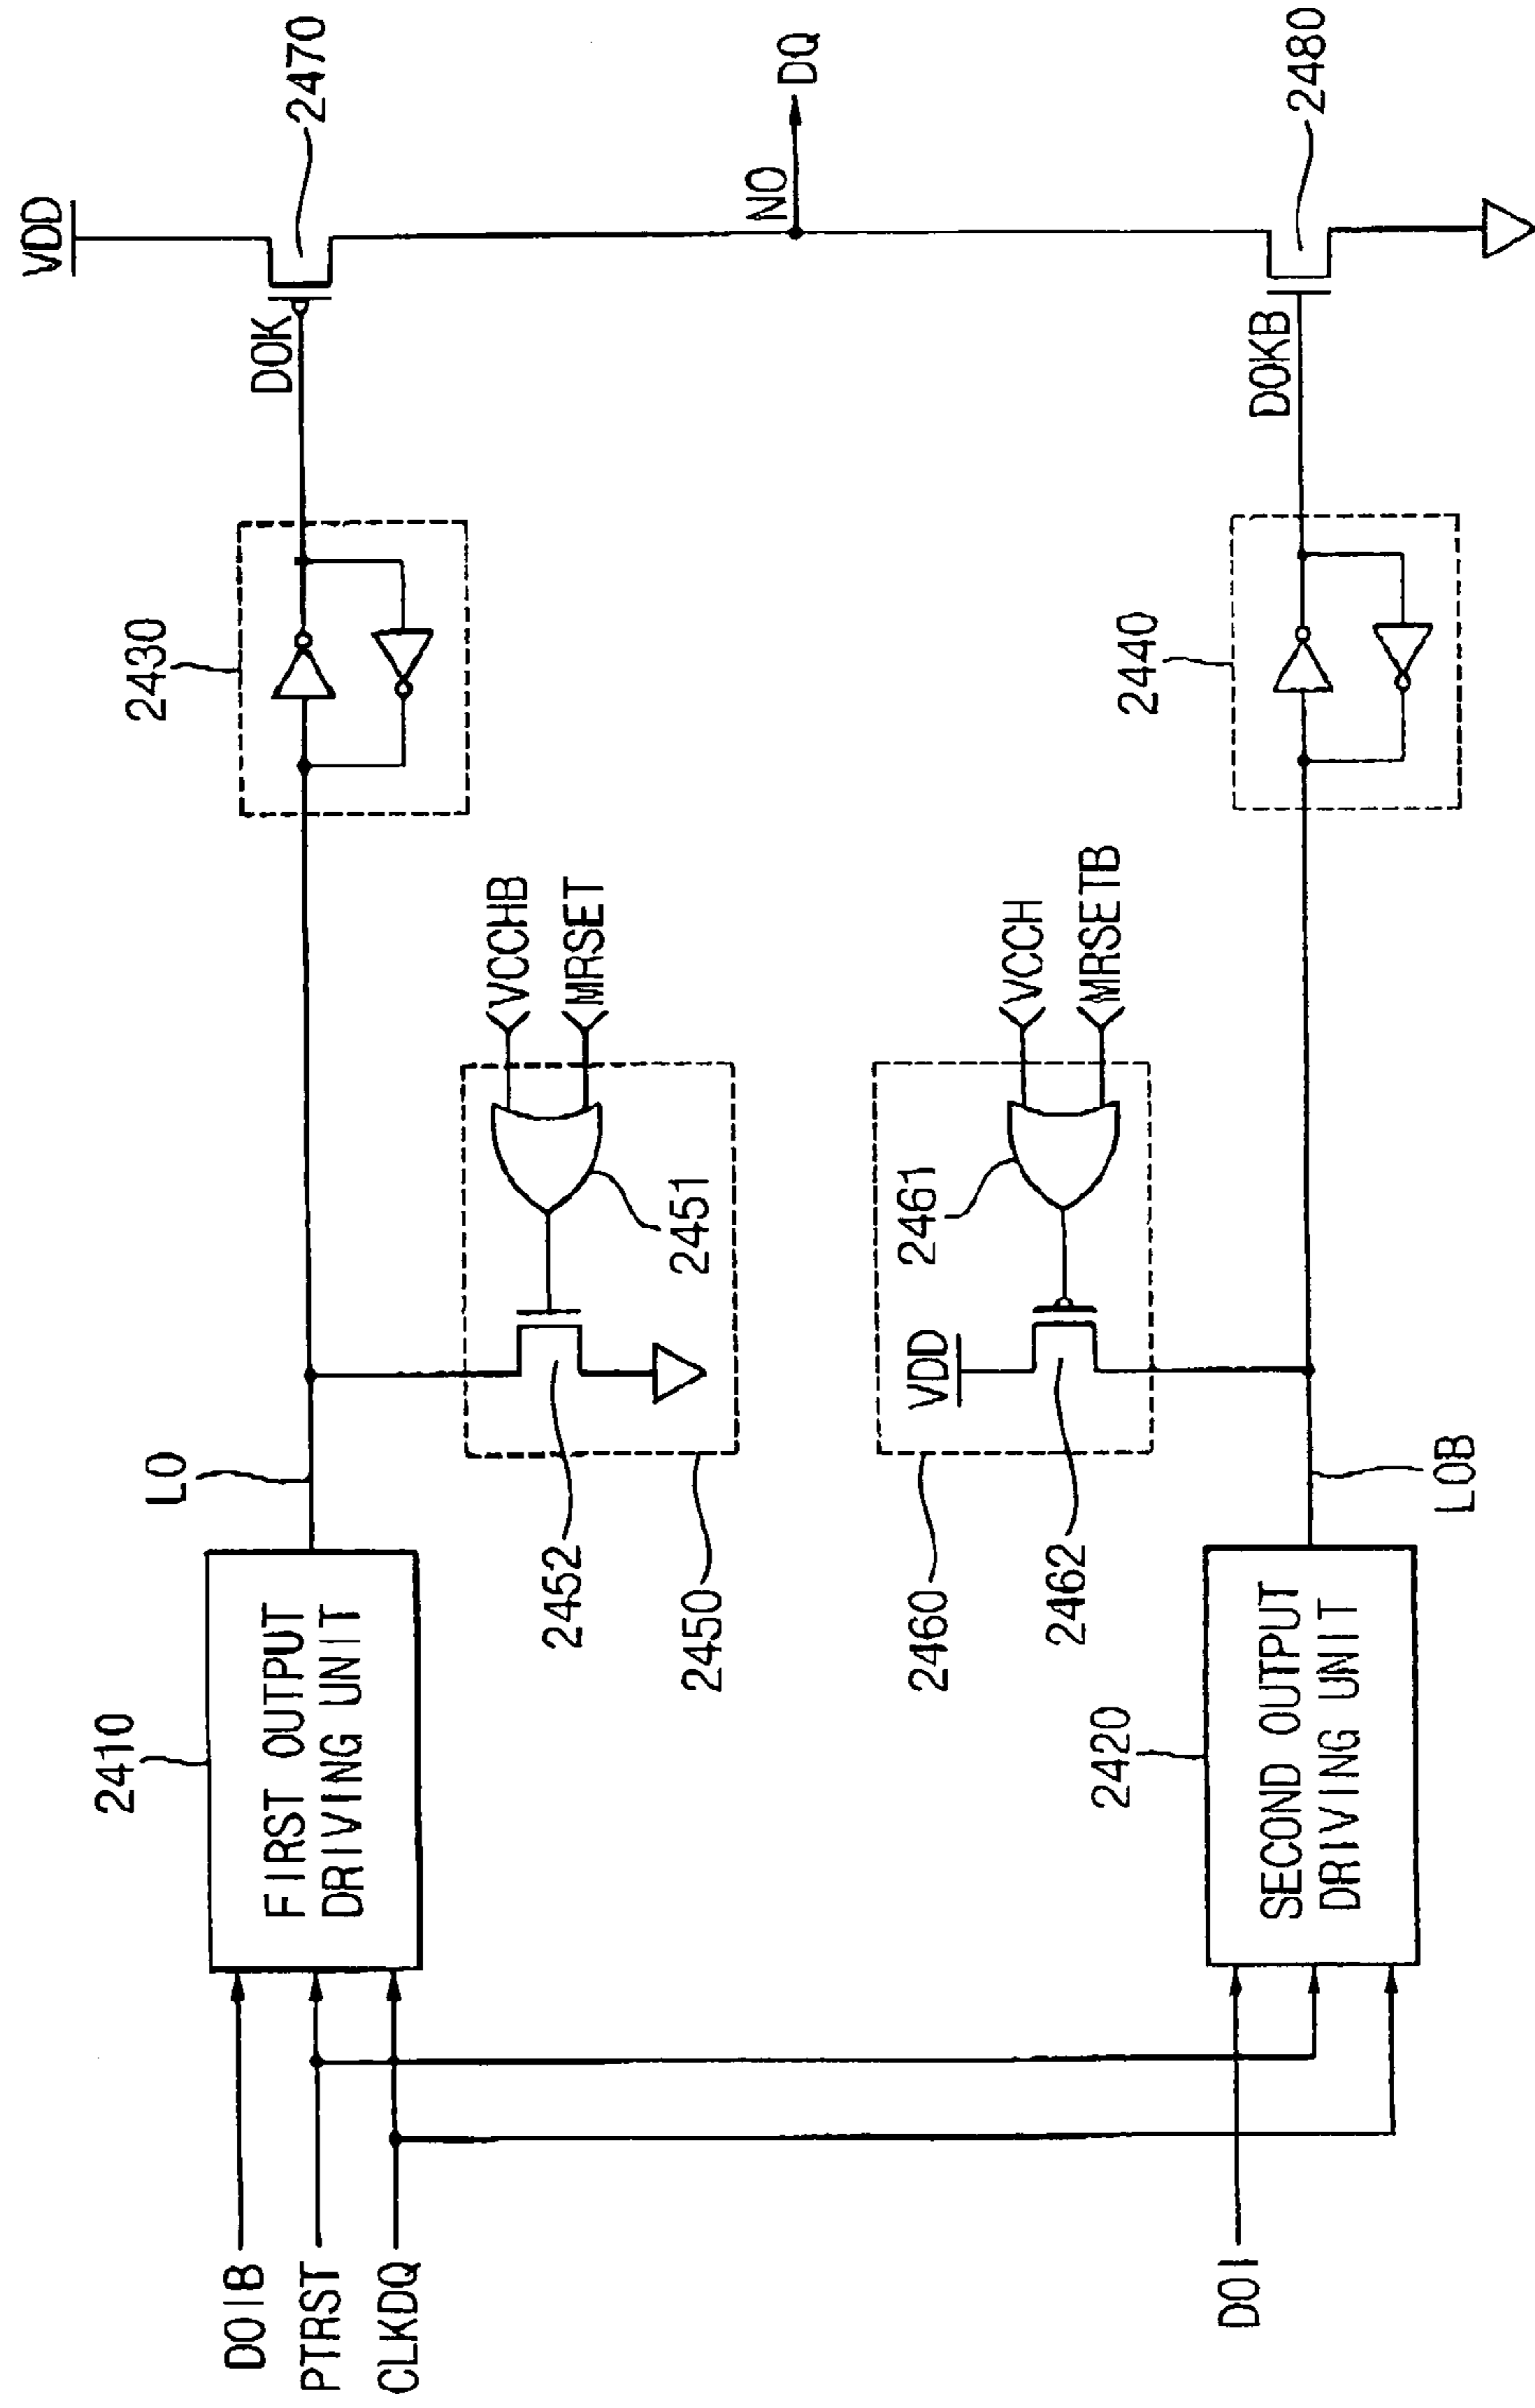 VDD
2430
DOK
2470
2410
LO
FIRST OUTPUT
DRIVING UNIT
DOIB
PTRST
CLKDQ
VCCHB
MRSET
2451
2452
2450
NO
DQ
2460
VDD
2461
VCCH
MRSETB
2462
2440
DOKB
2480
2420
SECOND OUTPUT
DRIVING UNIT
DOI
LOB